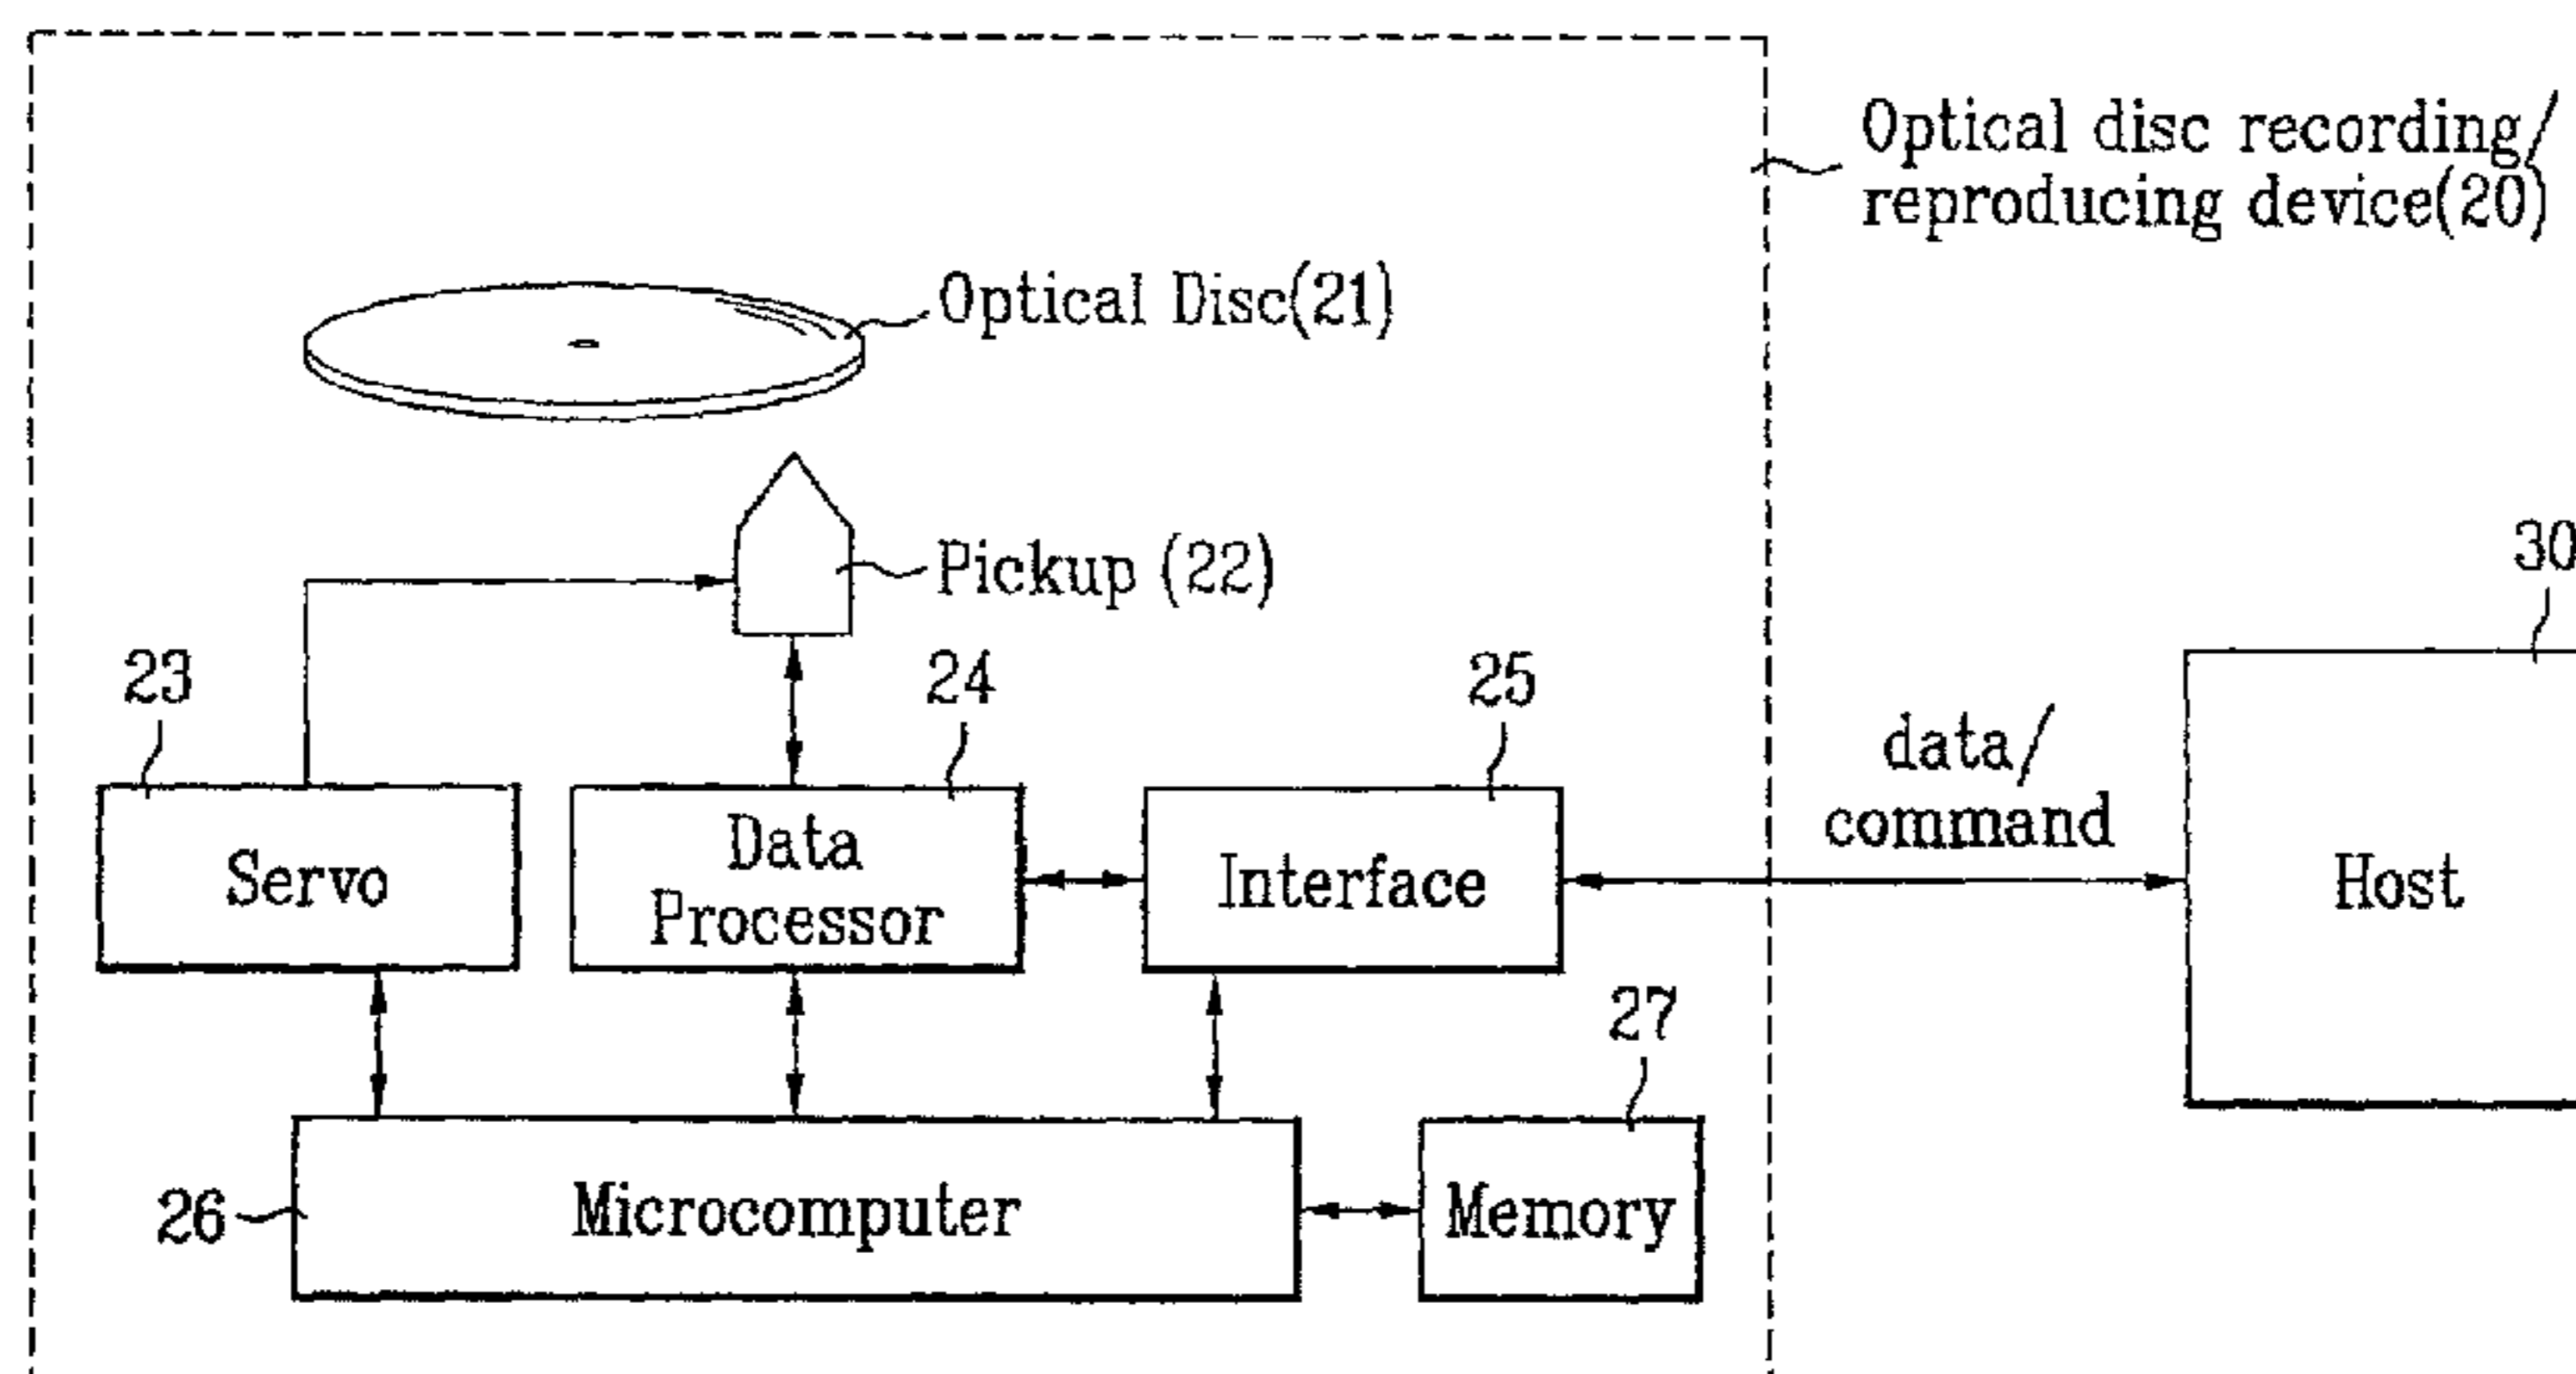 Optical disc recording/
reproducing device(20)
Optical Disc(21)
Pickup (22)
30
23
24
25
data/
command
Servo
Data
Processor
Interface
Host
27
26
Microcomputer
Memory